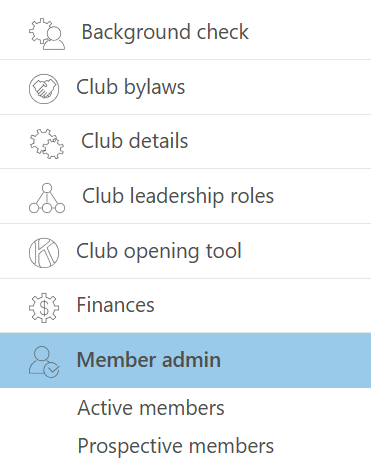 Background check
Club bylaws
Club details
Club leadership roles
Club opening tool
Finances
Member admin
Active members
Prospective members